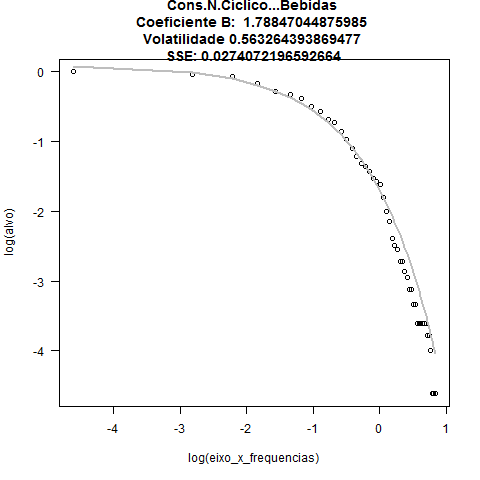 Cons.N.Ciclico...Bebidas
Coeficiente B:  1.78847044875985
Volatilidade 0.563264393869477
SSE: 0.0274072196592664
0
-1
-2
-3
-4
log(alvo)
-4 -3 -2 -1 0 1
log(eixo_x_frequencias)